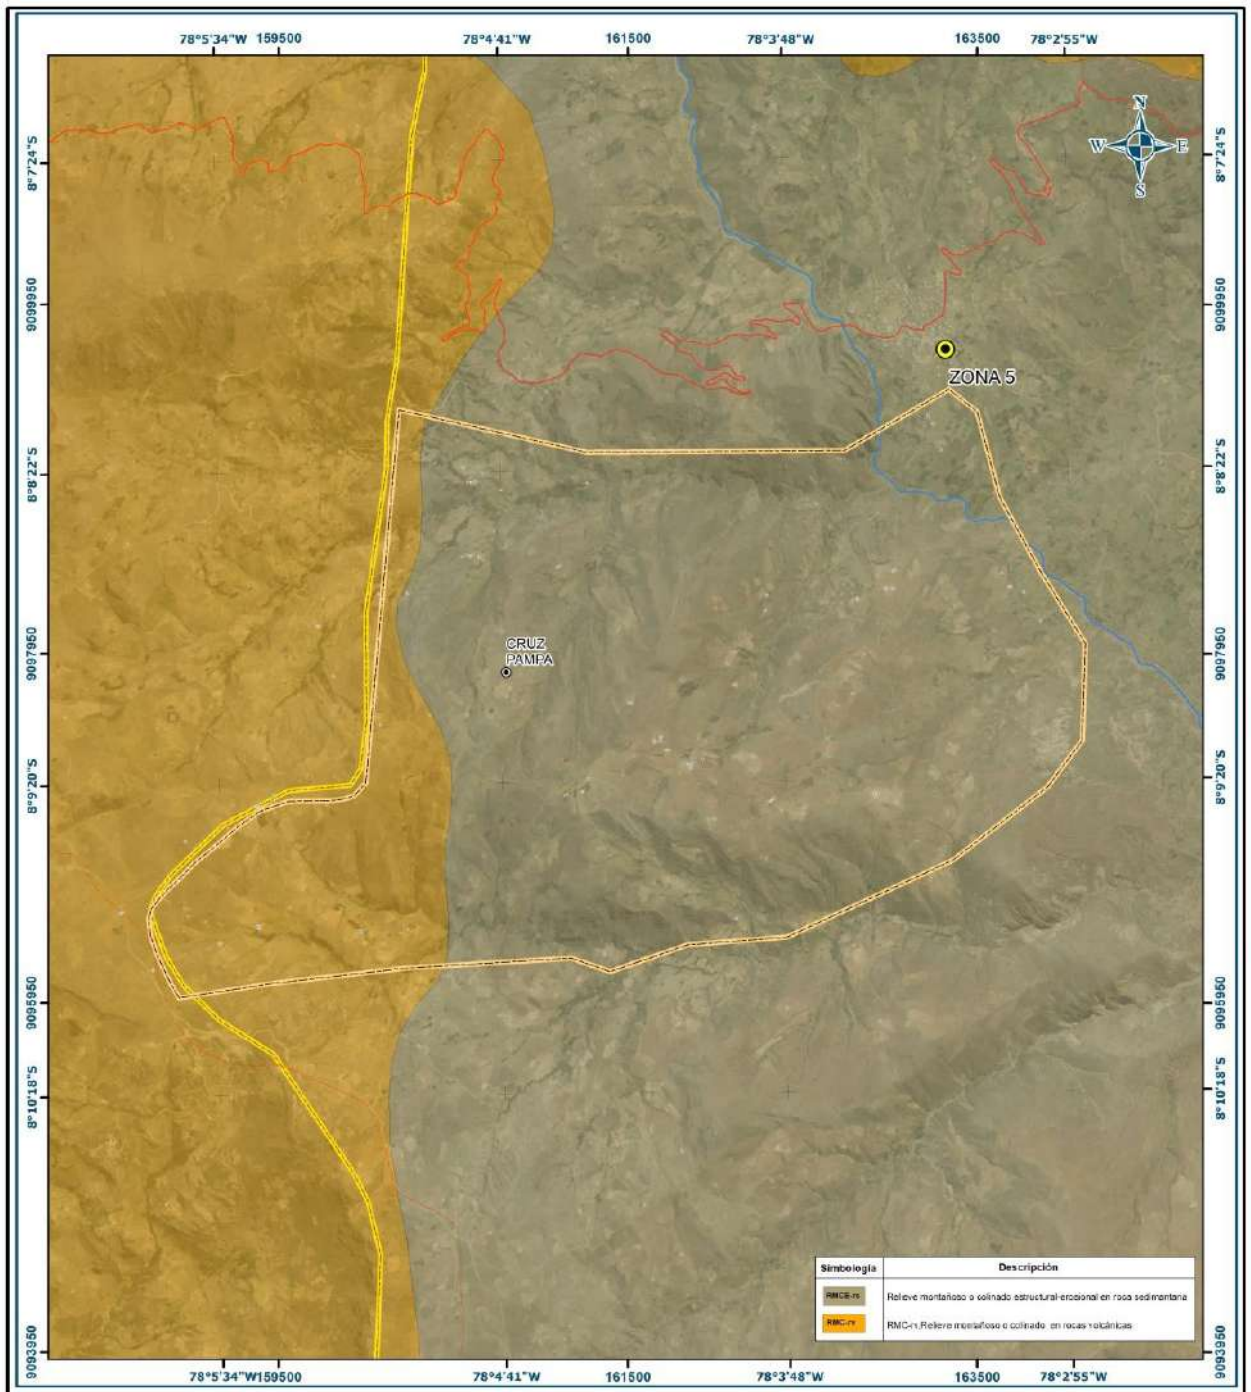 78°5'34"W 159500 78°4'41"W 161500 78°3'48"W 163500 78°2'55"W
8°7'24"S
8°7'24"S
N
W E
S
9099950
9099950
ZONA 5
8°8'22"S
8°8'22"S
9097950
9097950
CRUZ
PAMPA
8°9'20"S
8°9'20"S
9095950
9095950
8°10'18"S
8°10'18"S
Simbología Descripción
RMCE-rs Relieve montañoso o colinado estructural-erosional en roca sedimentaria
RMC-rv RMC-rv,Relieve montañoso o colinado en rocas volcánicas
9093950
9093950
78°5'34"W 159500 78°4'41"W 161500 78°3'48"W 163500 78°2'55"W